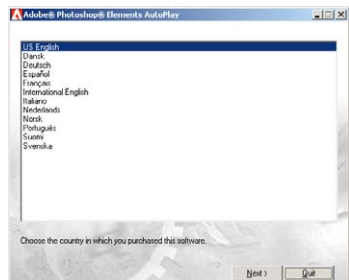 Adobe® Photoshop® Elements AutoPlay
US English
Dansk
Deutsch
Español
Français
International English
Italiano
Nederlands
Norsk
Português
Suomi
Svenska
Choose the country in which you purchased this software.
Next >
Quit